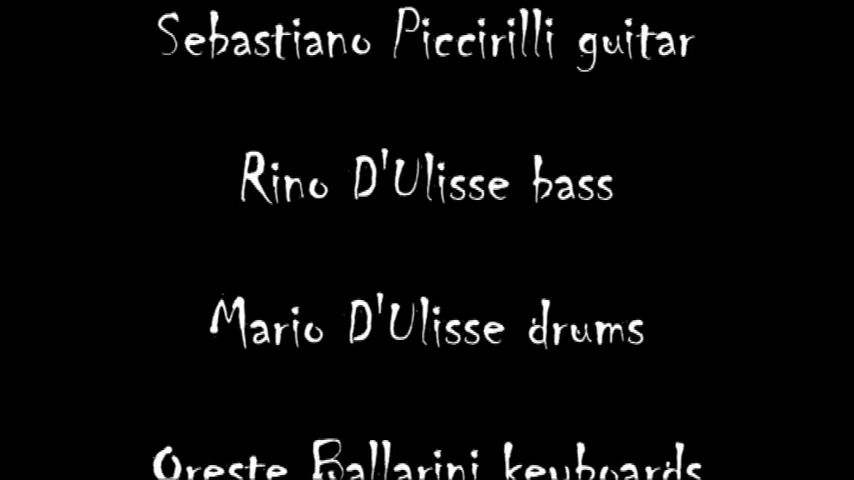 Sebastiano Piccirilli guitar
Rino D'Ulisse bass
Mario D'Ulisse drums
Oreste Ballarini keyboards